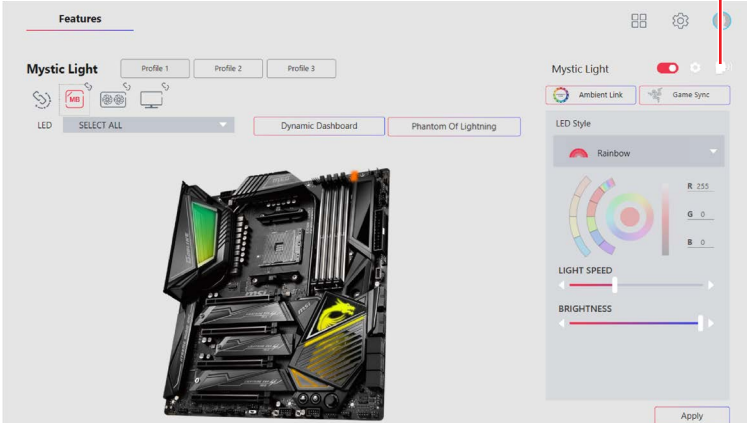 Features
Mystic Light
Profile 1
Profile 2
Profile 3
MB
LED
SELECT ALL
Dynamic Dashboard
Phantom Of Lightning
Mystic Light
Ambient Link
Game Sync
LED Style
Rainbow
R 255
G 0
B 0
LIGHT SPEED
BRIGHTNESS
Apply